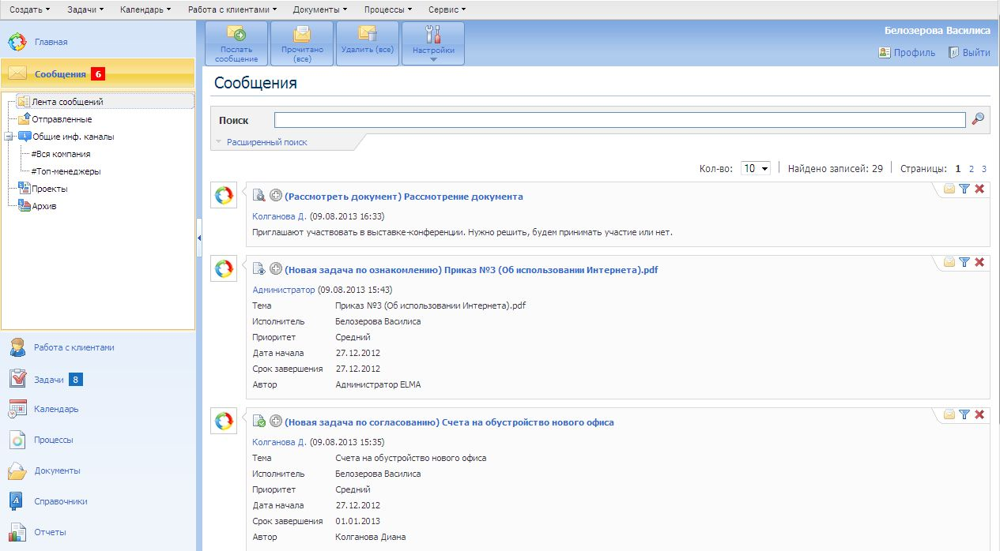 Создать Задачи Календарь Работа с клиентами Документы Процессы Сервис
Главная
Сообщения 6
Лента сообщений
Отправленные
Общие инф. каналы
#Вся компания
#Топ-менеджеры
Проекты
Архив
Работа с клиентами
Задачи 8
Календарь
Процессы
Документы
Справочники
Отчеты
Послать
сообщение
Прочитано
(все)
Удалить (все)
Настройки
Белозерова Василиса
Профиль Выйти
Сообщения
Поиск
Расширенный поиск
Кол-во: 10 Найдено записей: 29 Страницы: 1 2 3
(Рассмотреть документ) Рассмотрение документа
Колганова Д. (09.08.2013 16:33)
Приглашают участвовать в выставке-конференции. Нужно решить, будем принимать участие или нет.
(Новая задача по ознакомлению) Приказ №3 (Об использовании Интернета).pdf
Администратор (09.08.2013 15:43)
Тема Приказ №3 (Об использовании Интернета).pdf
Исполнитель Белозерова Василиса
Приоритет Средний
Дата начала 27.12.2012
Срок завершения 27.12.2012
Автор Администратор ELMA
(Новая задача по согласованию) Счета на обустройство нового офиса
Колганова Д. (09.08.2013 15:35)
Тема Счета на обустройство нового офиса
Исполнитель Белозерова Василиса
Приоритет Средний
Дата начала 27.12.2012
Срок завершения 01.01.2013
Автор Колганова Диана